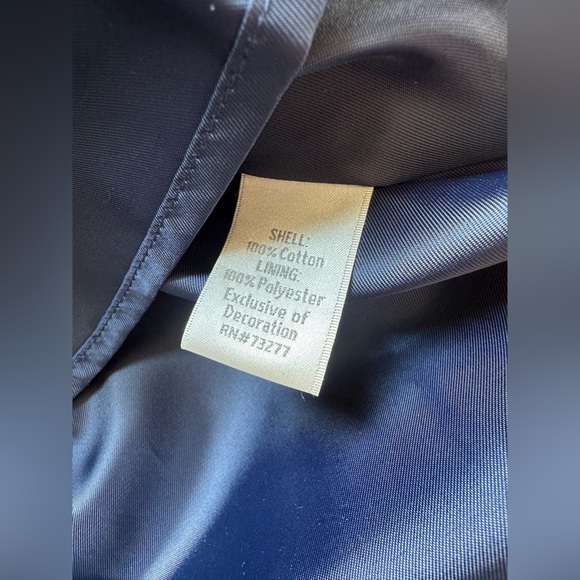 SHELL:
100% Cotton
LINING:
100% Polyester
Exclusive of
Decoration
RN#73277